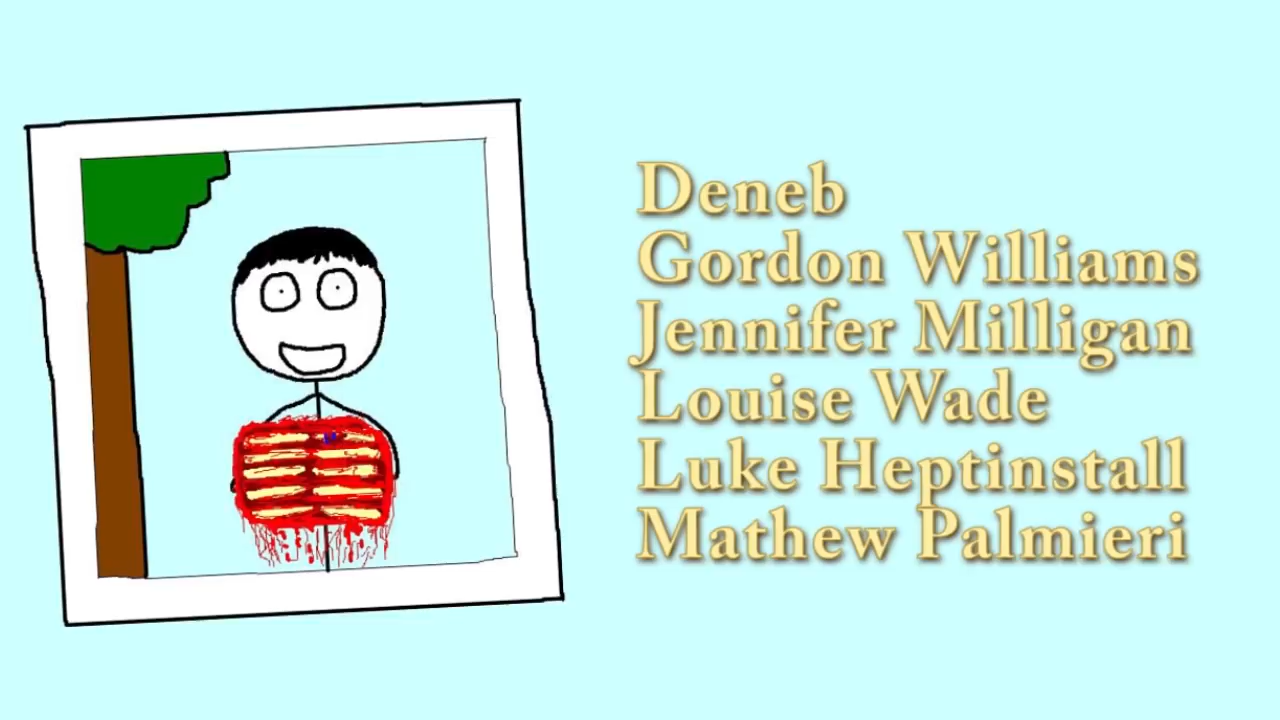 Deneb
Gordon Williams
Jennifer Milligan
Louise Wade
Luke Heptinstall
Mathew Palmieri